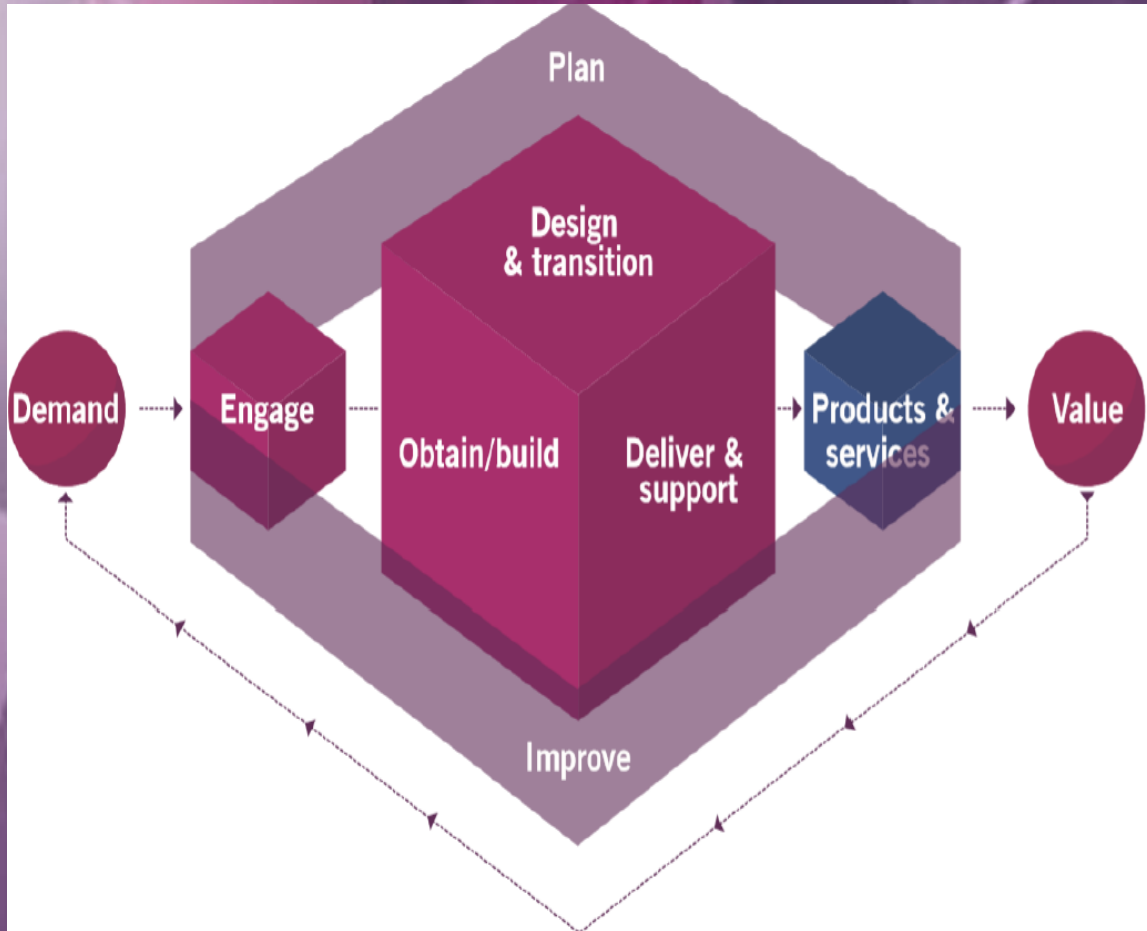 Plan
Design
& transition
Demand
Engage
Obtain/build
Deliver &
support
Products &
services
Value
Improve